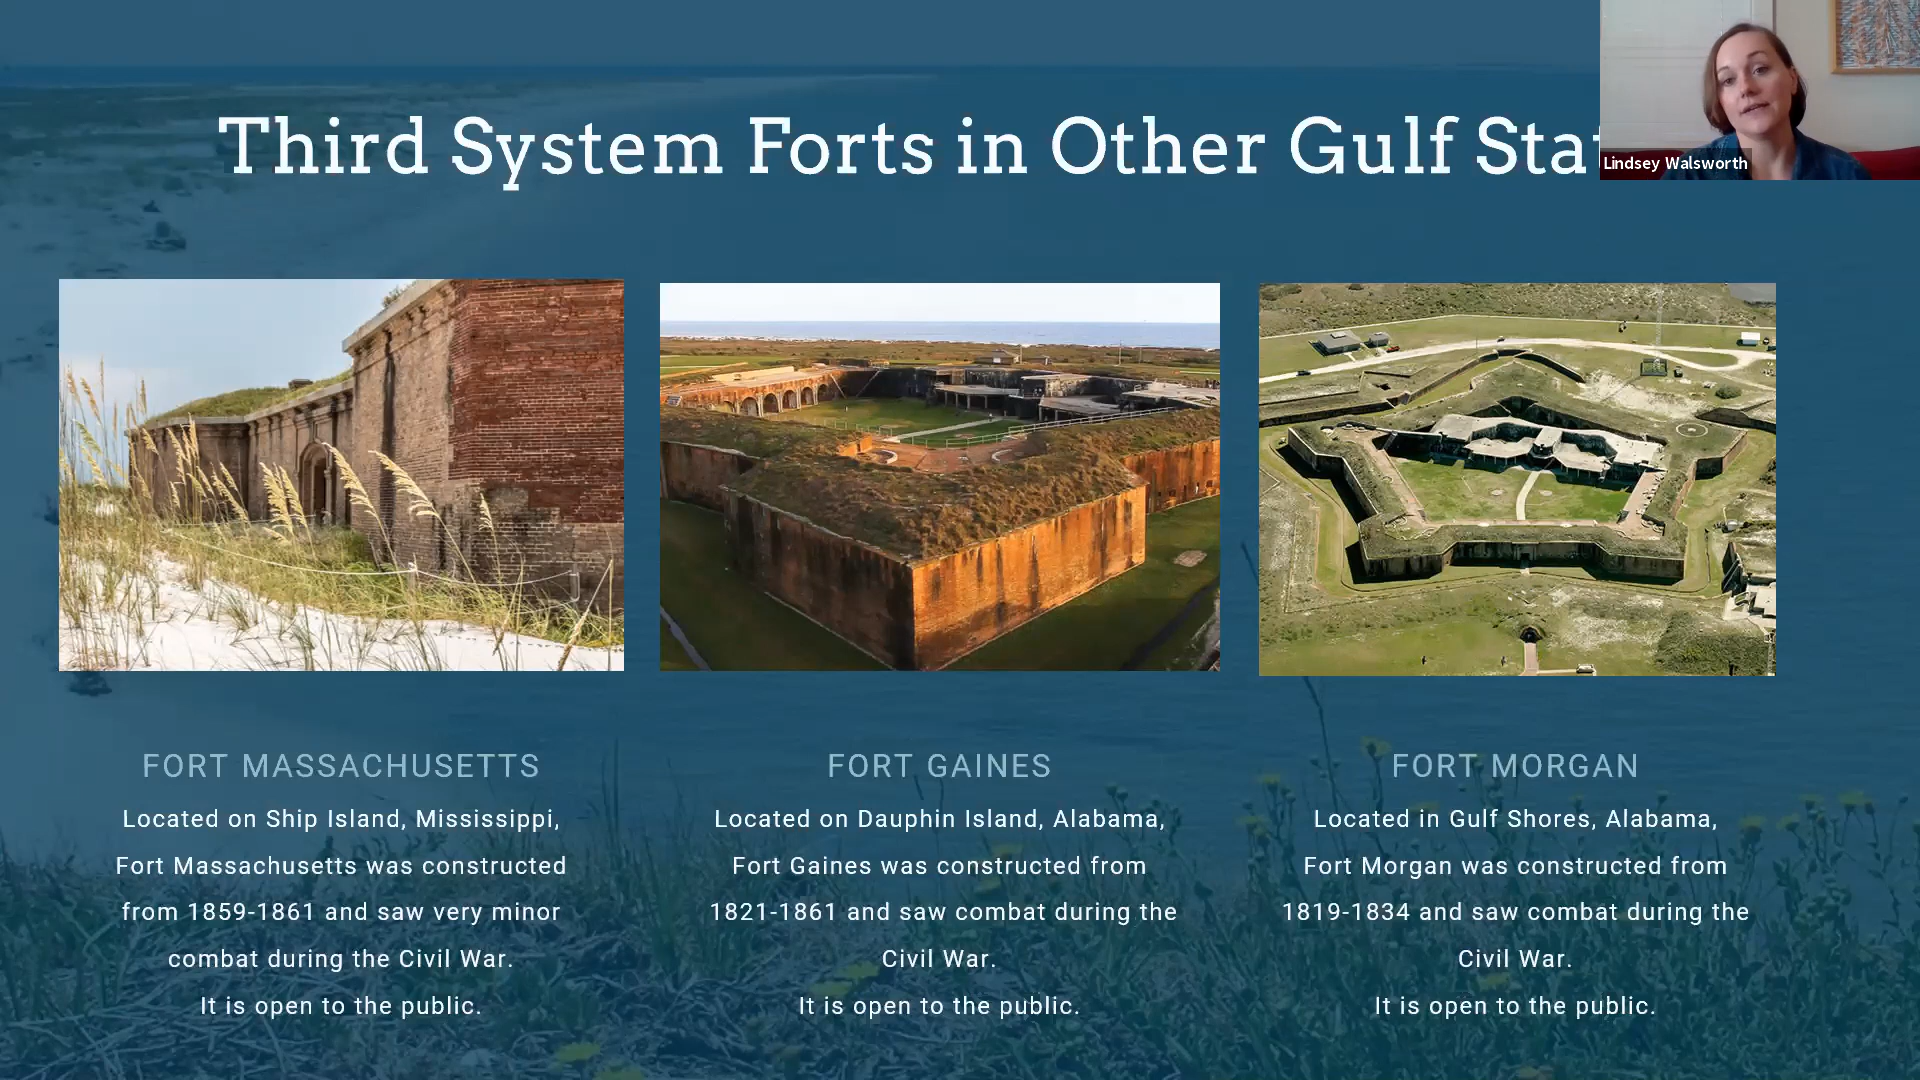 Third System Forts in Other Gulf
Lindsey Walsworth
FORT MASSACHUSETTS
Located on Ship Island, Mississippi,
Fort Massachusetts was constructed
from 1859-1861 and saw very minor
combat during the Civil War.
It is open to the public.
FORT GAINES
Located on Dauphin Island, Alabama,
Fort Gaines was constructed from
1821-1861 and saw combat during the
Civil War.
It is open to the public.
FORT MORGAN
Located in Gulf Shores, Alabama,
Fort Morgan was constructed from
1819-1834 and saw combat during the
Civil War.
It is open to the public.